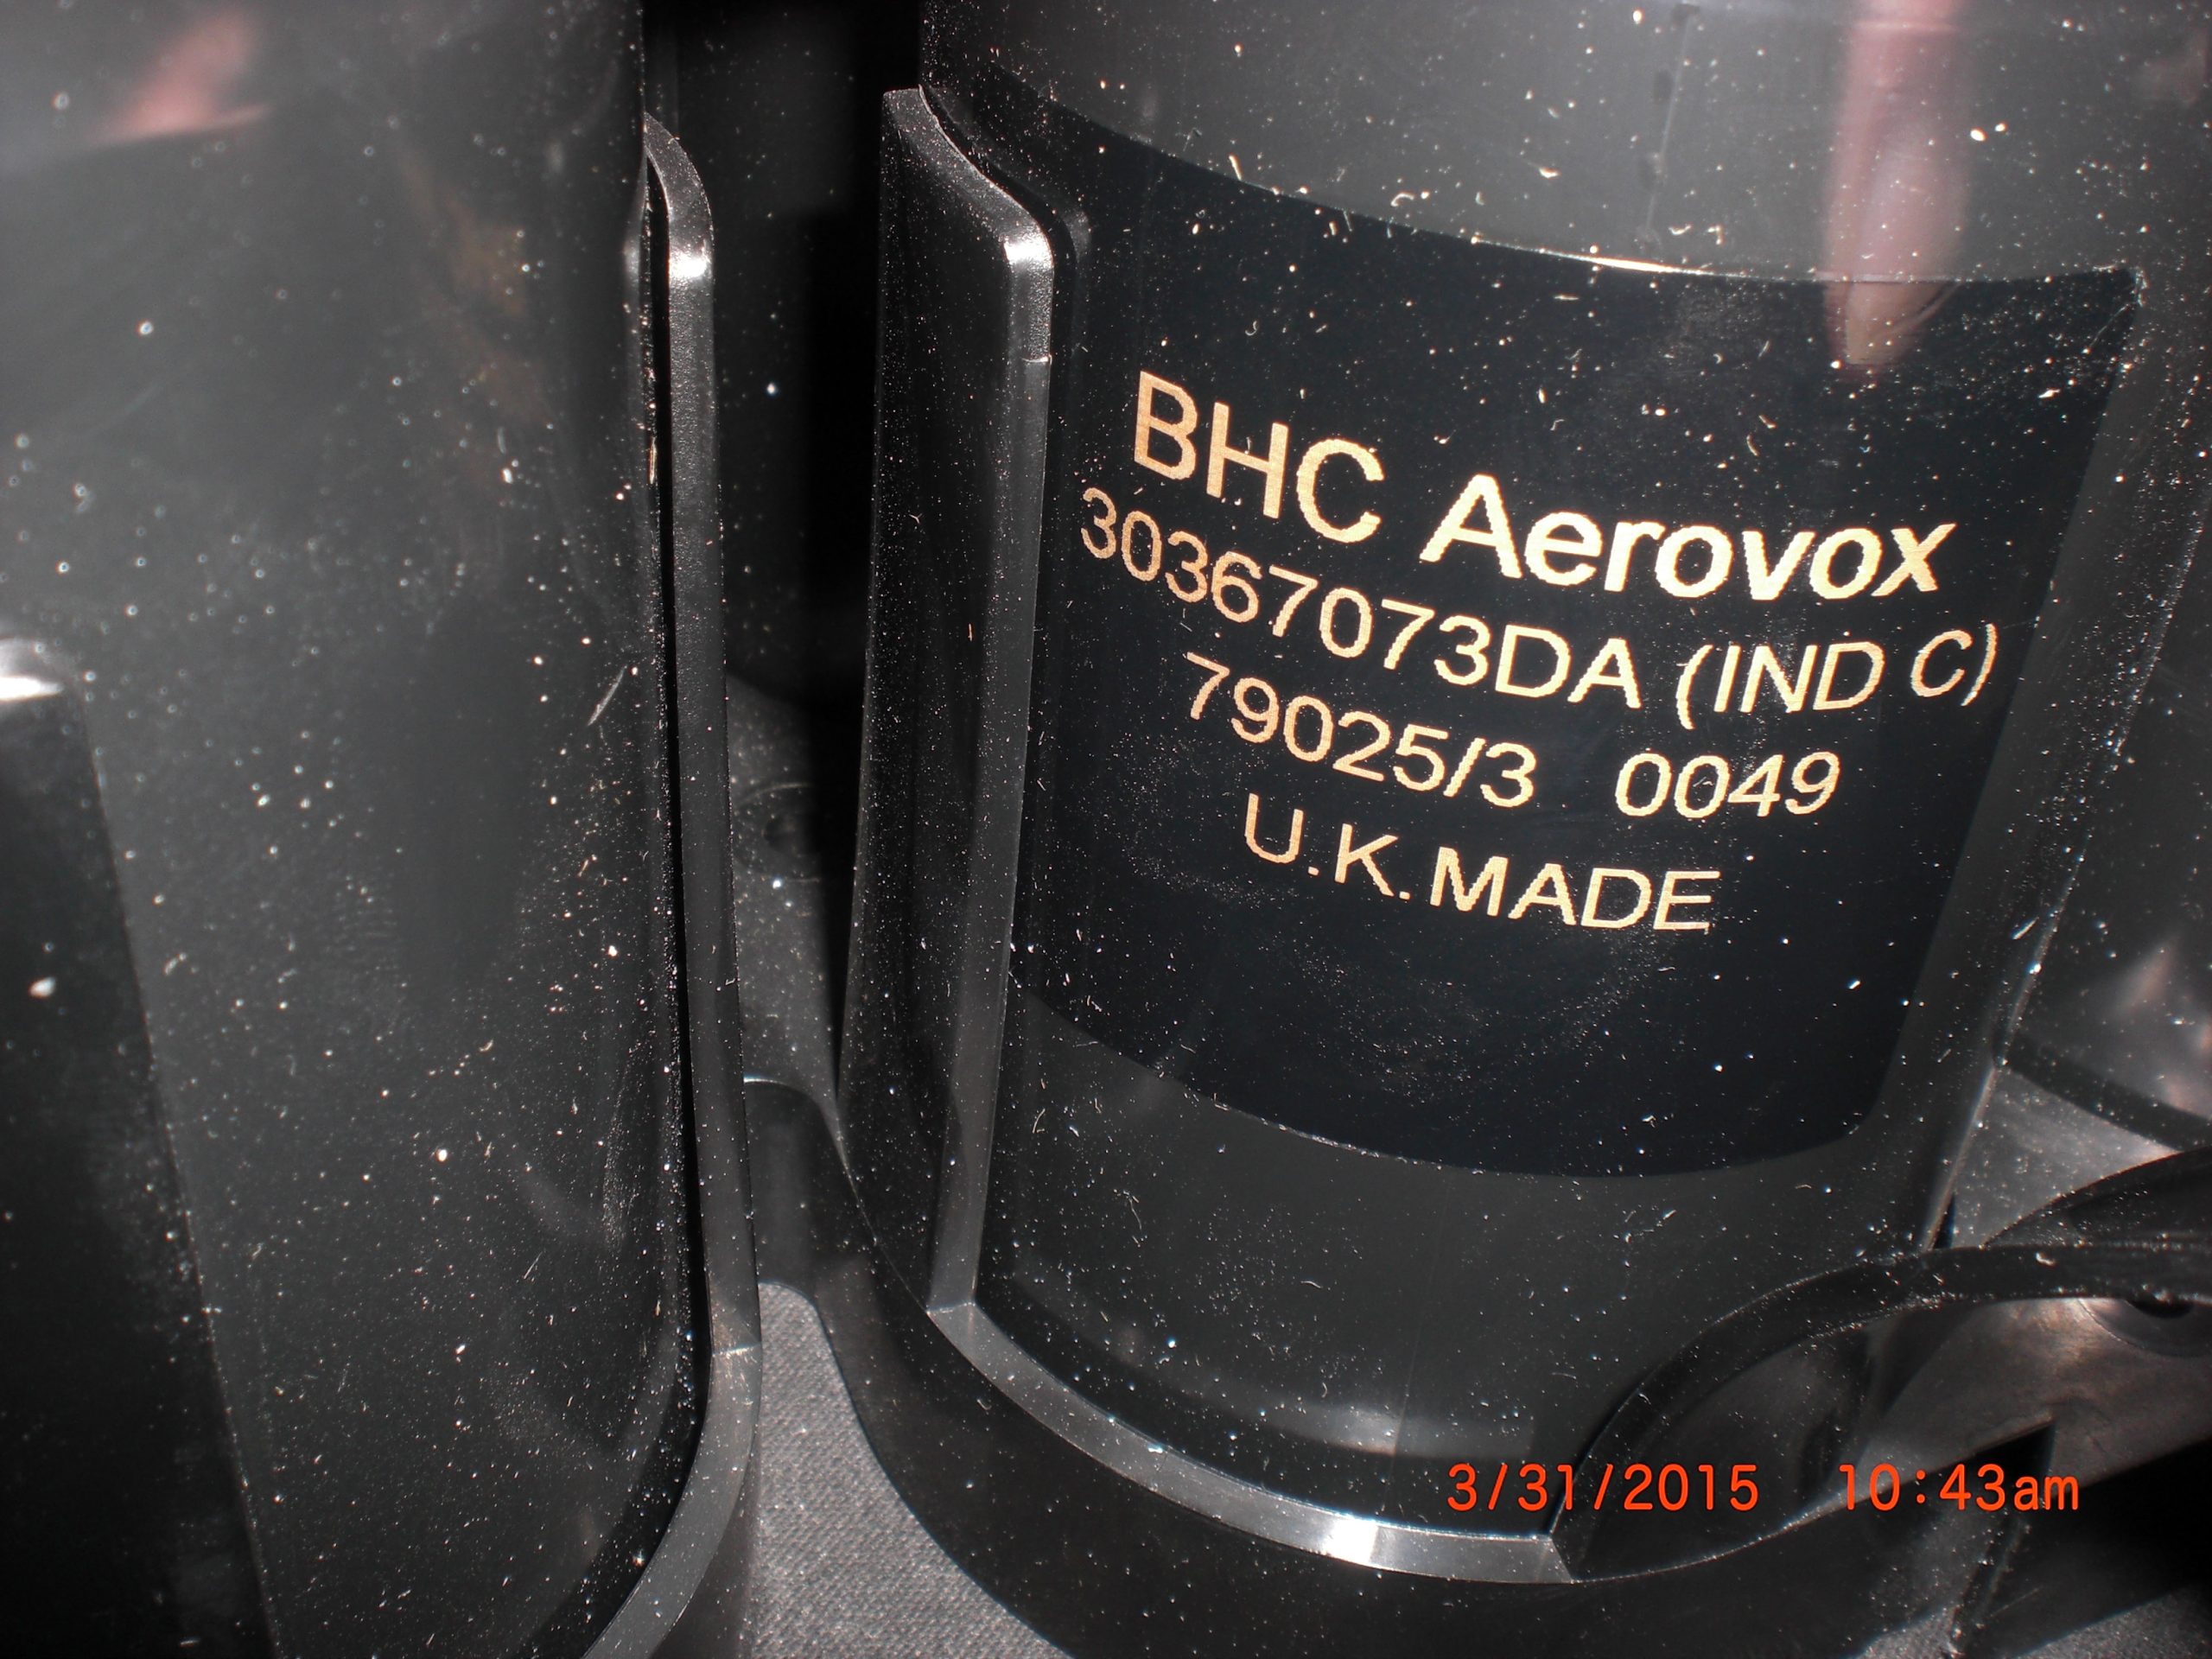 BHC Aerovox
30367073DA (IND C)
79025/3 0049
U.K.MADE
3/31/2015 10:43am